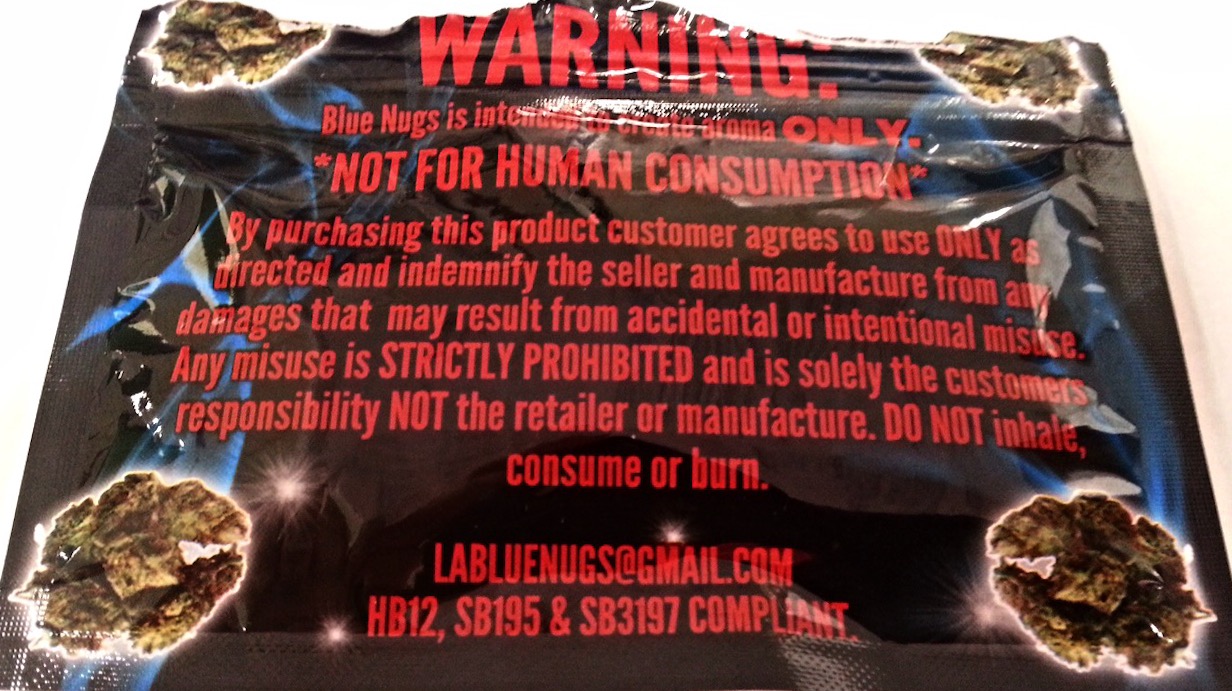 WARNING!
Blue Nugs is intended to create aroma ONLY.
*NOT FOR HUMAN CONSUMPTION*
By purchasing this product customer agrees to use ONLY as
directed and indemnify the seller and manufacture from any
damages that may result from accidental or intentional misuse.
Any misuse is STRICTLY PROHIBITED and is solely the customers
responsibility NOT the retailer or manufacture. DO NOT inhale,
consume or burn.
LABLUENUGS@GMAIL.COM
HB12, SB195 & SB3197 COMPLIANT.